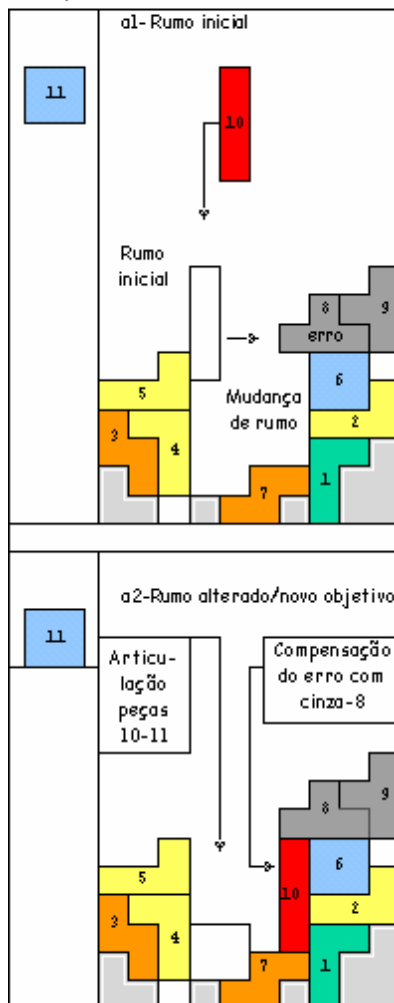 a1- Rumo inicial
11
10
Rumo
inicial
8
9
erro
6
5
Mudança
de rumo
2
3
4
1
7
a2-Rumo alterado/novo objetivo
11
Articu-
lação
peças
10-11
Compensação
do erro com
cinza-8
8
9
5
6
10
2
3
4
7
1